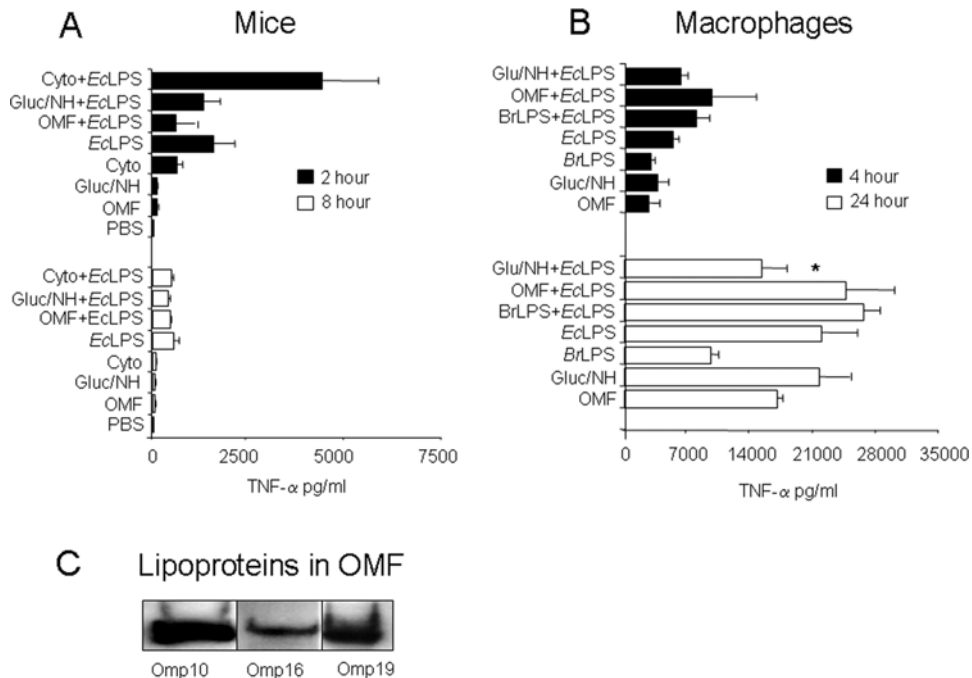 A
Mice
Cyto+EcLPS
Gluc/NH+EcLPS
OMF+EcLPS
EcLPS
Cyto
Gluc/NH
OMF
PBS
2 hour
8 hour
Cyto+EcLPS
Gluc/NH+EcLPS
OMF+EcLPS
EcLPS
Cyto
Gluc/NH
OMF
PBS
0 2500 5000 7500
TNF-α pg/ml
B
Macrophages
Glu/NH+EcLPS
OMF+EcLPS
BrLPS+EcLPS
EcLPS
BrLPS
Gluc/NH
OMF
4 hour
24 hour
Glu/NH+EcLPS
*
OMF+EcLPS
BrLPS+EcLPS
EcLPS
BrLPS
Gluc/NH
OMF
0 7000 14000 21000 28000 35000
TNF-α pg/ml
C
Lipoproteins in OMF
Omp10 Omp16 Omp19